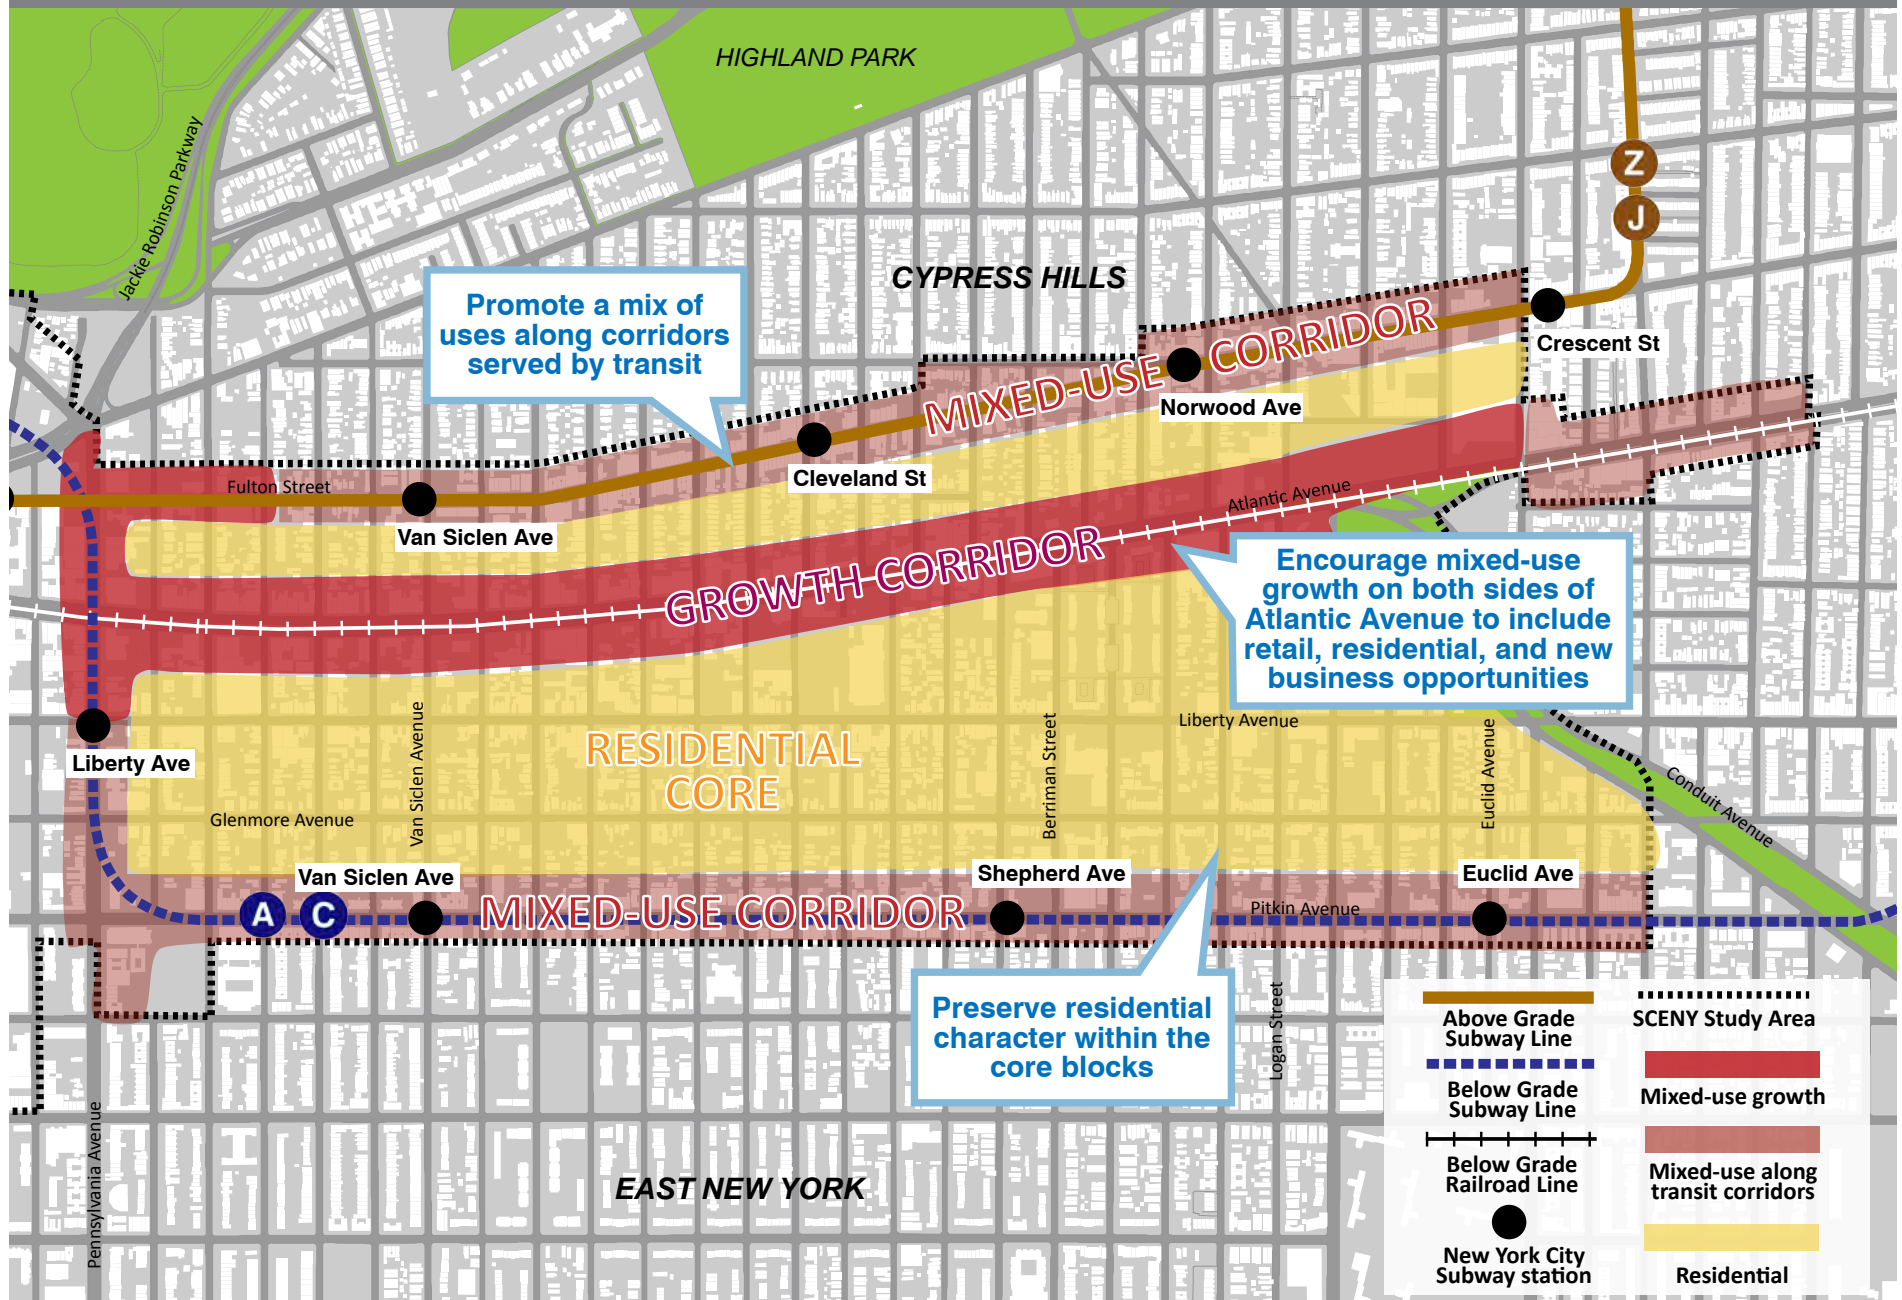 HIGHLAND PARK
Jackie Robinson Parkway
Z
J
CYPRESS HILLS
Promote a mix of
uses along corridors
served by transit
MIXED-USE CORRIDOR
Crescent St
Norwood Ave
Cleveland St
Fulton Street
Van Siclen Ave
Atlantic Avenue
GROWTH CORRIDOR
Encourage mixed-use
growth on both sides of
Atlantic Avenue to include
retail, residential, and new
business opportunities
Liberty Avenue
Liberty Ave
RESIDENTIAL
CORE
Van Siclen Avenue
Berriman Street
Euclid Avenue
Conduit Avenue
Glenmore Avenue
Van Siclen Ave
Shepherd Ave
Euclid Ave
A
C
MIXED-USE CORRIDOR
Pitkin Avenue
Preserve residential
character within the
core blocks
Logan Street
Pennsylvania Avenue
EAST NEW YORK
Above Grade
Subway Line
Below Grade
Subway Line
Below Grade
Railroad Line
New York City
Subway station
SCENY Study Area
Mixed-use growth
Mixed-use along
transit corridors
Residential